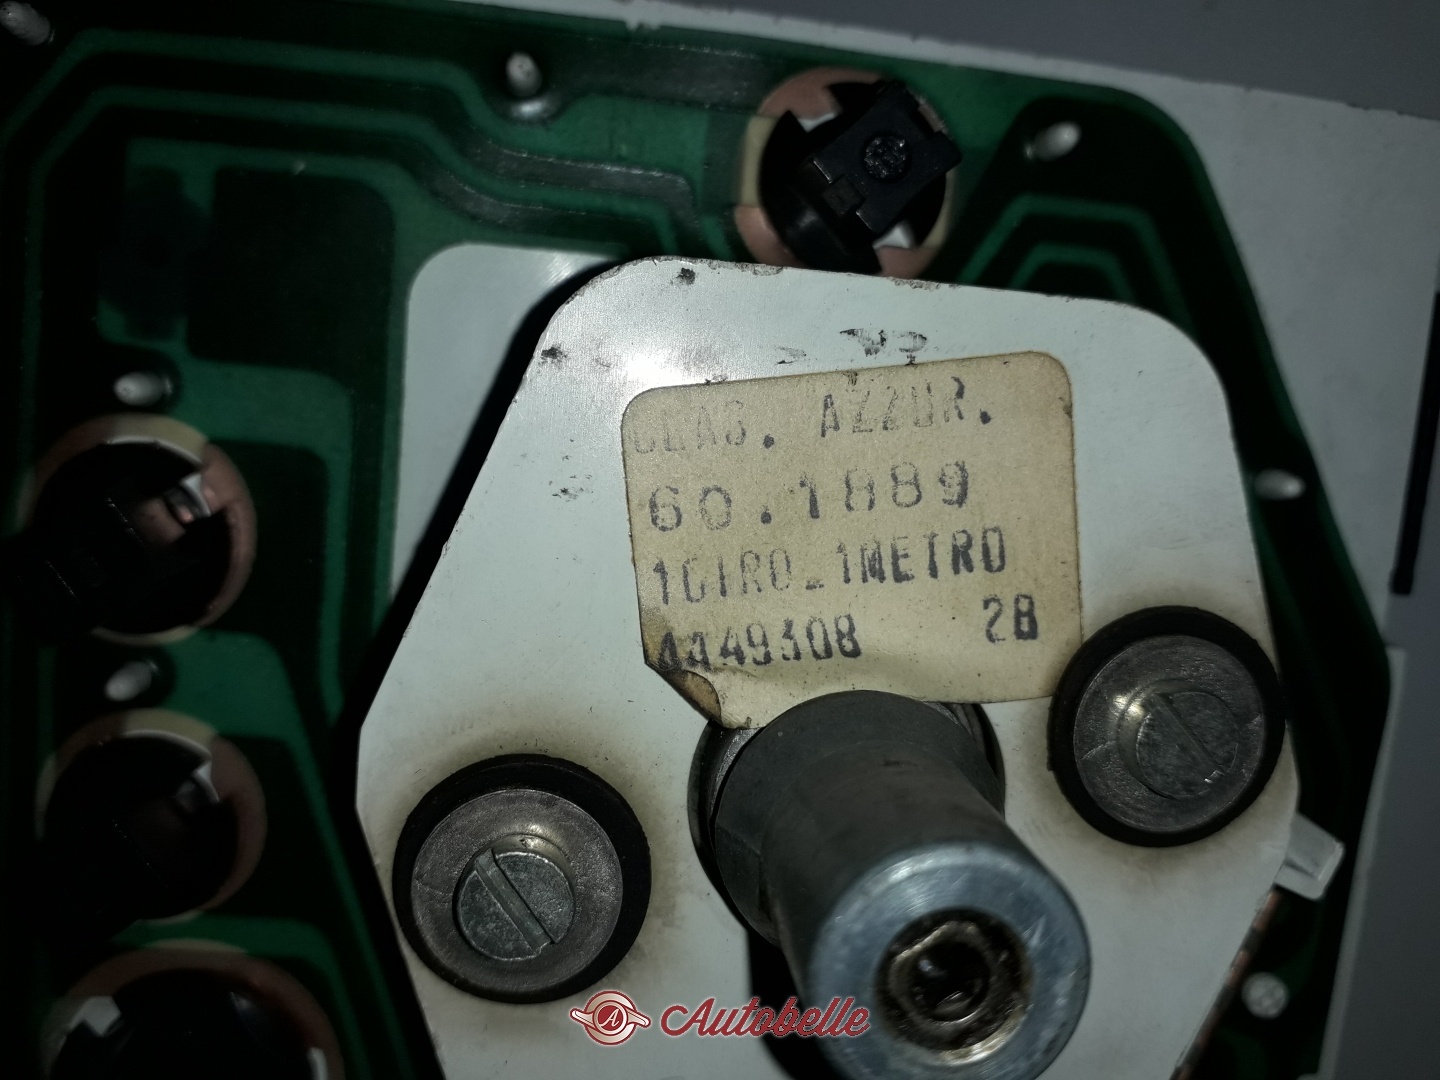 CLAS. AZZUR.
60.1889
1GIRO_1METRO
4449308 28
A Autobelle